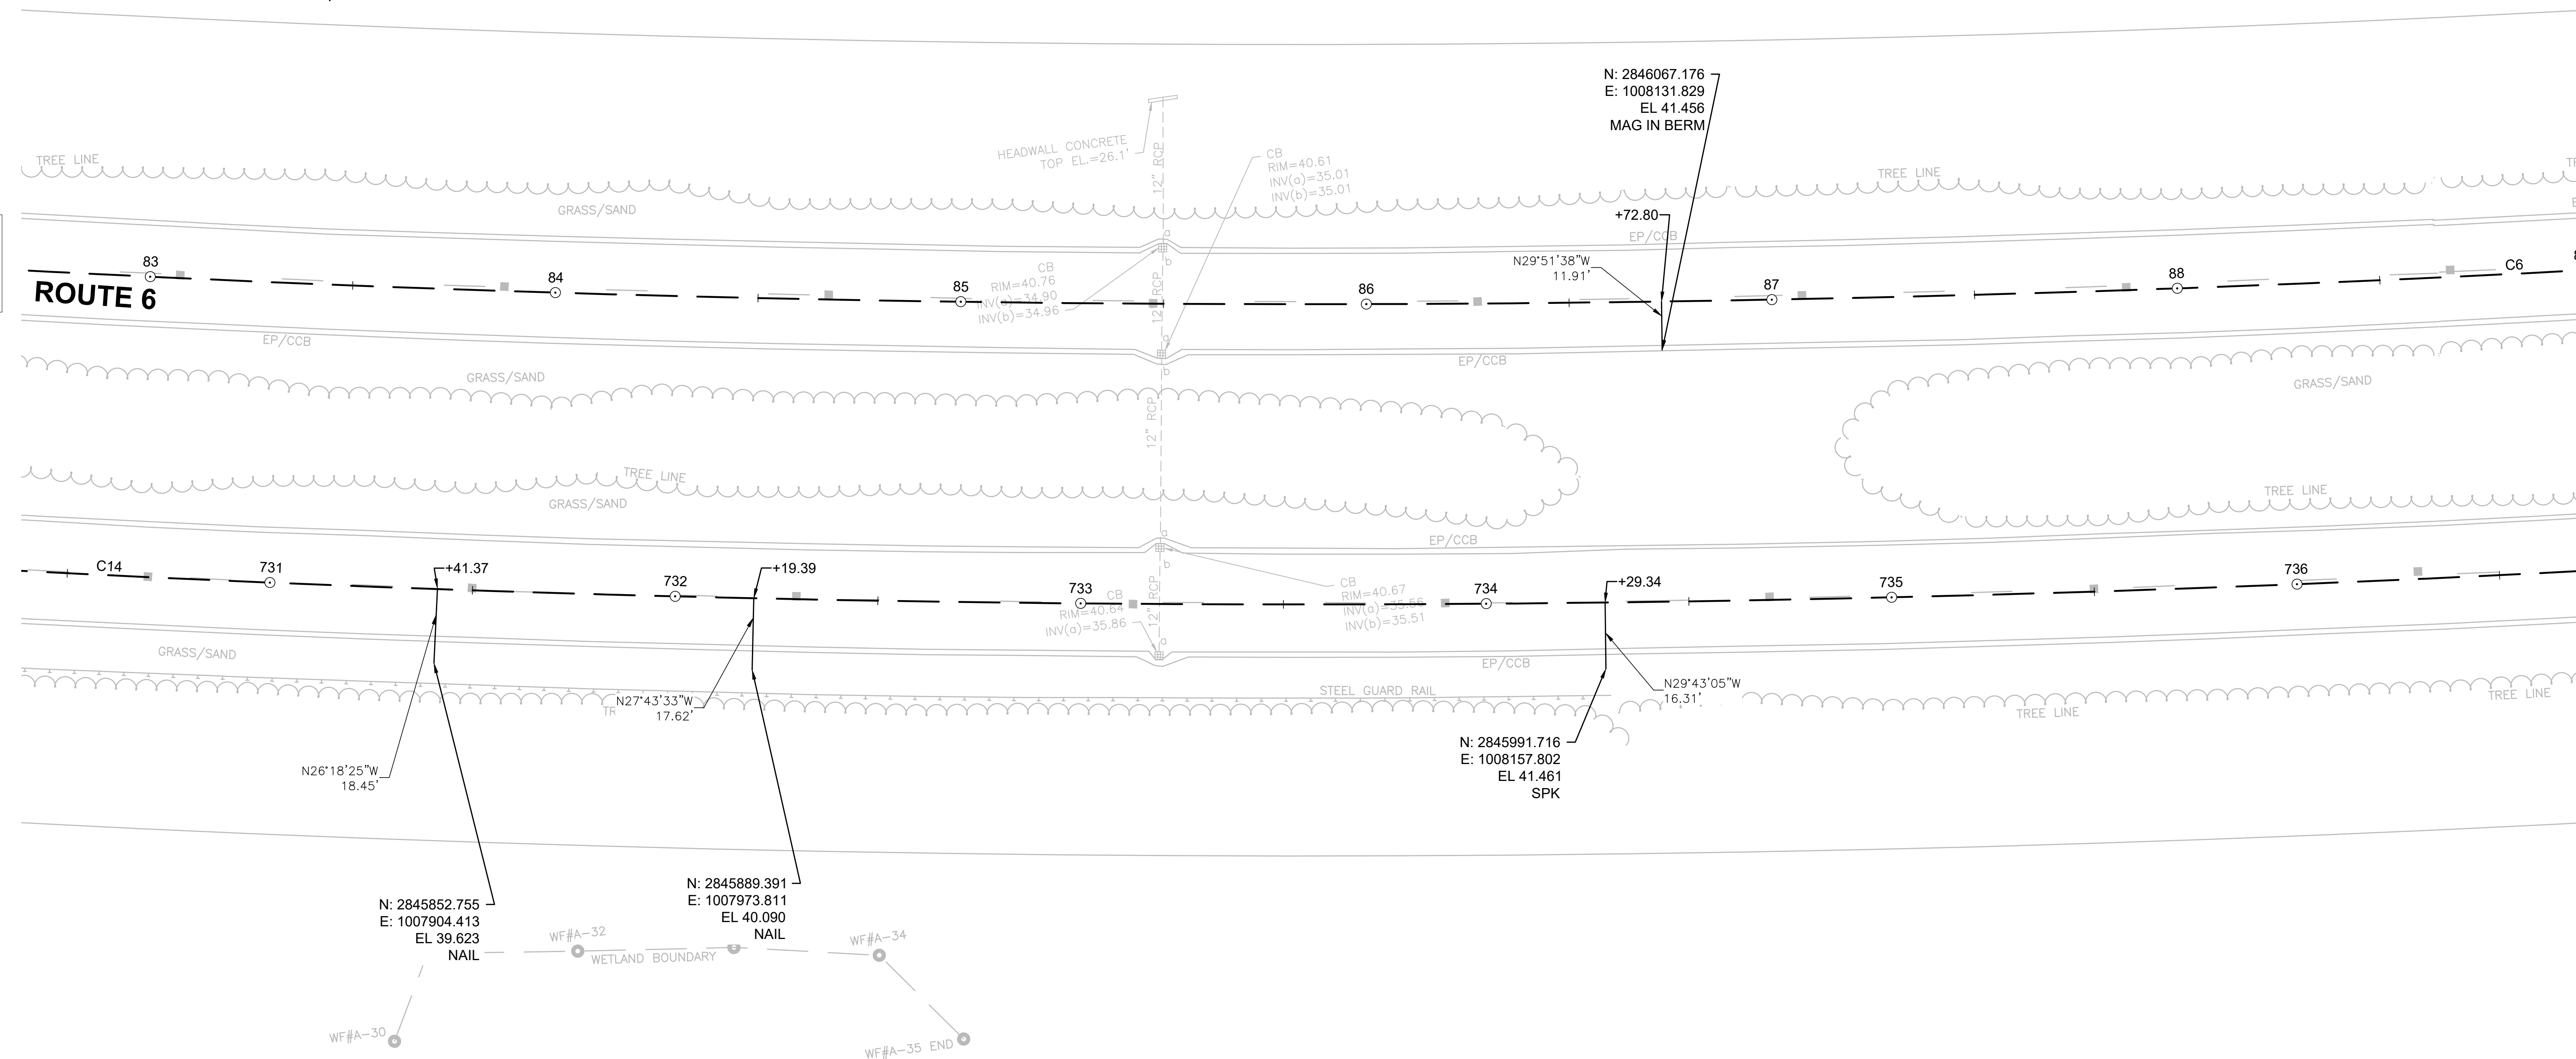 N: 2846067.176
E: 1008131.829
EL 41.456
MAG IN BERM
HEADWALL CONCRETE
TOP EL.=26.1'
12" RCP
CB
RIM=40.61
INV(a)=35.01
INV(b)=35.01
TREE LINE
TREE LINE
GRASS/SAND
+72.80
EP/CCB
a
b
N29°51'38"W
11.91'
83
84
85
86
87
88
C6
ROUTE 6
CB
RIM=40.76
INV(a)=34.90
INV(b)=34.96
12" RCP
a
b
EP/CCB
EP/CCB
GRASS/SAND
GRASS/SAND
12" RCP
TREE LINE
GRASS/SAND
TREE LINE
a
b
EP/CCB
C14
731
+41.37
732
+19.39
733
734
+29.34
735
736
CB
RIM=40.67
INV(a)=35.56
INV(b)=35.51
CB
RIM=40.64
INV(a)=35.86
12" RCP
a
GRASS/SAND
EP/CCB
STEEL GUARD RAIL
N29°43'05"W
16.31'
TREE LINE
TREE LINE
N27°43'33"W
17.62'
TR
N: 2845991.716
E: 1008157.802
EL 41.461
SPK
N26°18'25"W
18.45'
N: 2845889.391
E: 1007973.811
EL 40.090
NAIL
N: 2845852.755
E: 1007904.413
EL 39.623
NAIL
WF#A-32
WETLAND BOUNDARY
WF#A-34
WF#A-30
WF#A-35 END